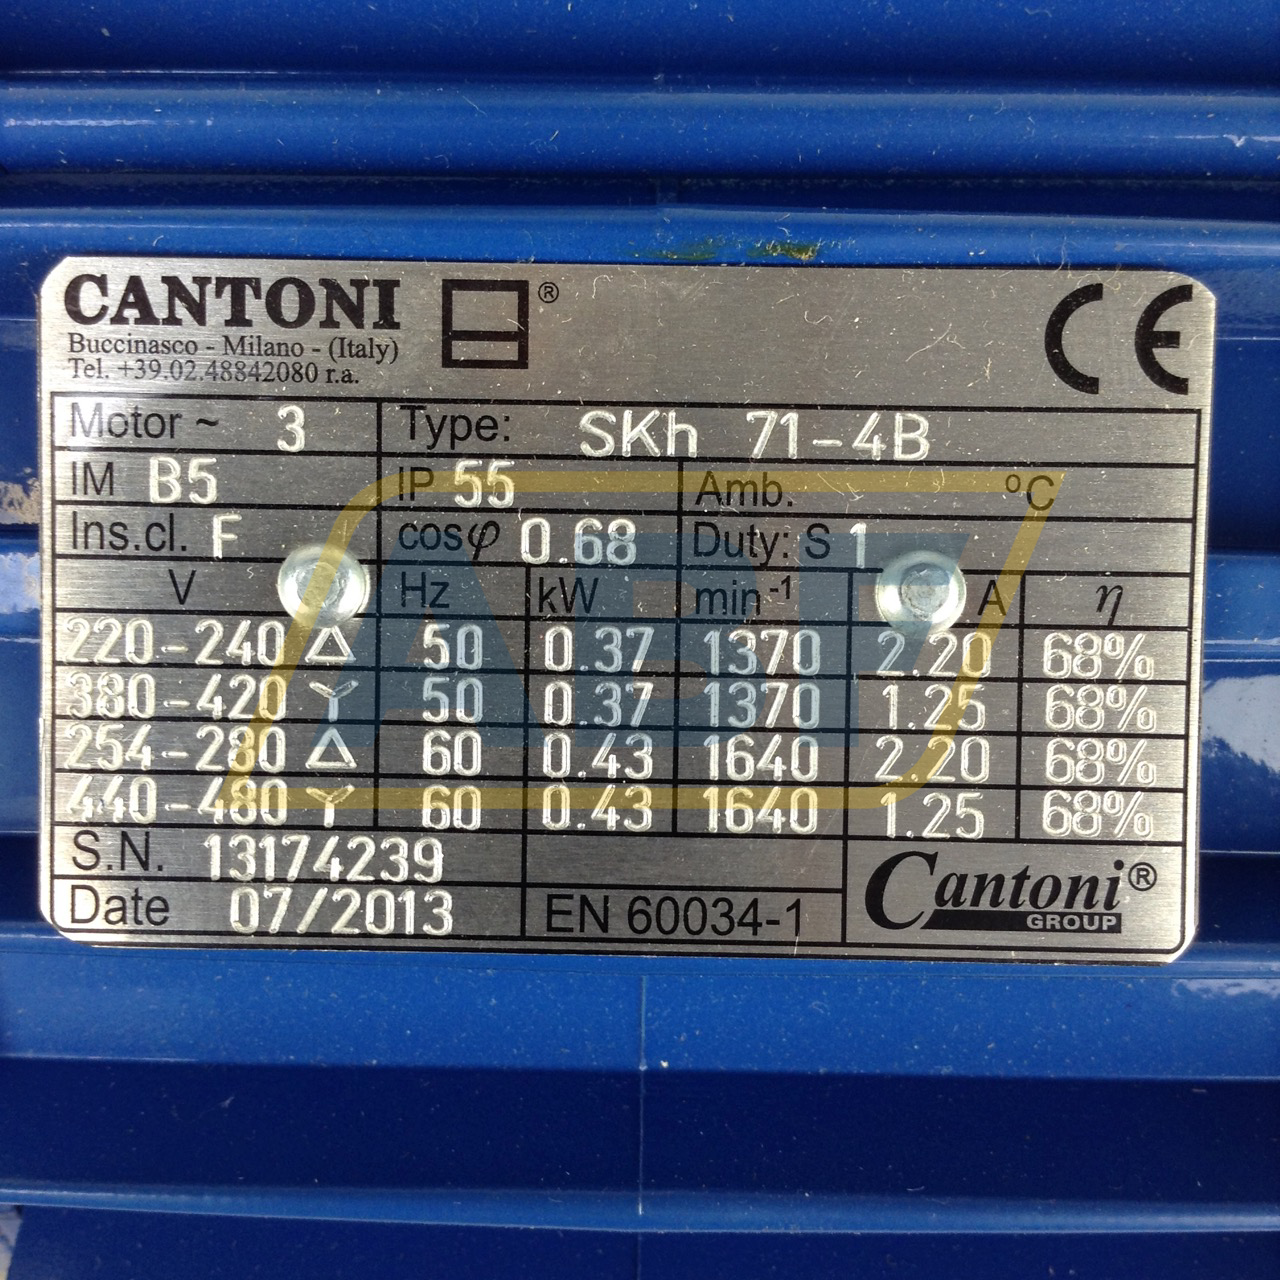 CANTONI ®
Buccinasco - Milano - (Italy)
Tel. +39.02.48842080 r.a.
CE
Motor ~ 3 Type: SKh 71-4B
IM B5 IP 55 Amb. °C
Ins.cl. F cosφ 0.68 Duty: S 1
V Hz kW min⁻¹ A η
220-240 △ 50 0.37 1370 2.20 68%
380-420 Y 50 0.37 1370 1.25 68%
254-280 △ 60 0.43 1640 2.20 68%
440-480 Y 60 0.43 1640 1.25 68%
S.N. 13174239
Date 07/2013 EN 60034-1
Cantoni®
GROUP
ABF